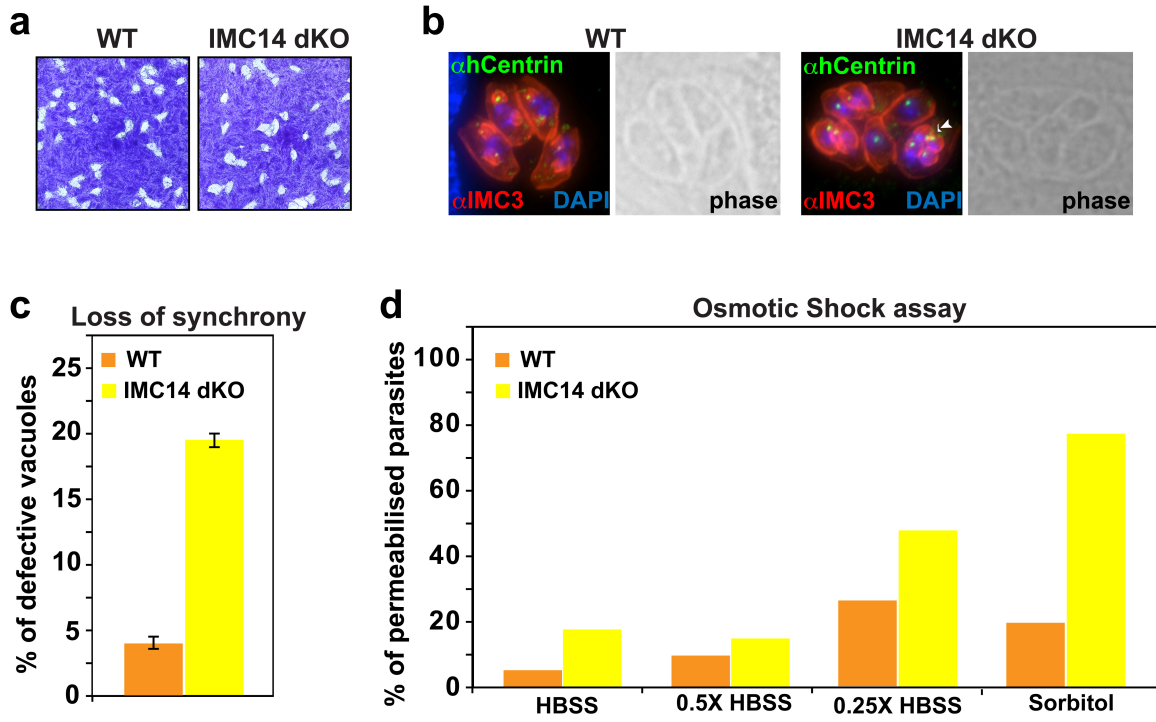 a
WT
IMC14 dKO
b
WT
IMC14 dKO
αhCentrin
αIMC3
DAPI
phase
αhCentrin
αIMC3
DAPI
phase
c
Loss of synchrony
% of defective vacuoles
25
20
15
10
5
0
WT
IMC14 dKO
d
Osmotic Shock assay
% of permeabilised parasites
100
80
60
40
20
0
WT
IMC14 dKO
HBSS
0.5X HBSS
0.25X HBSS
Sorbitol